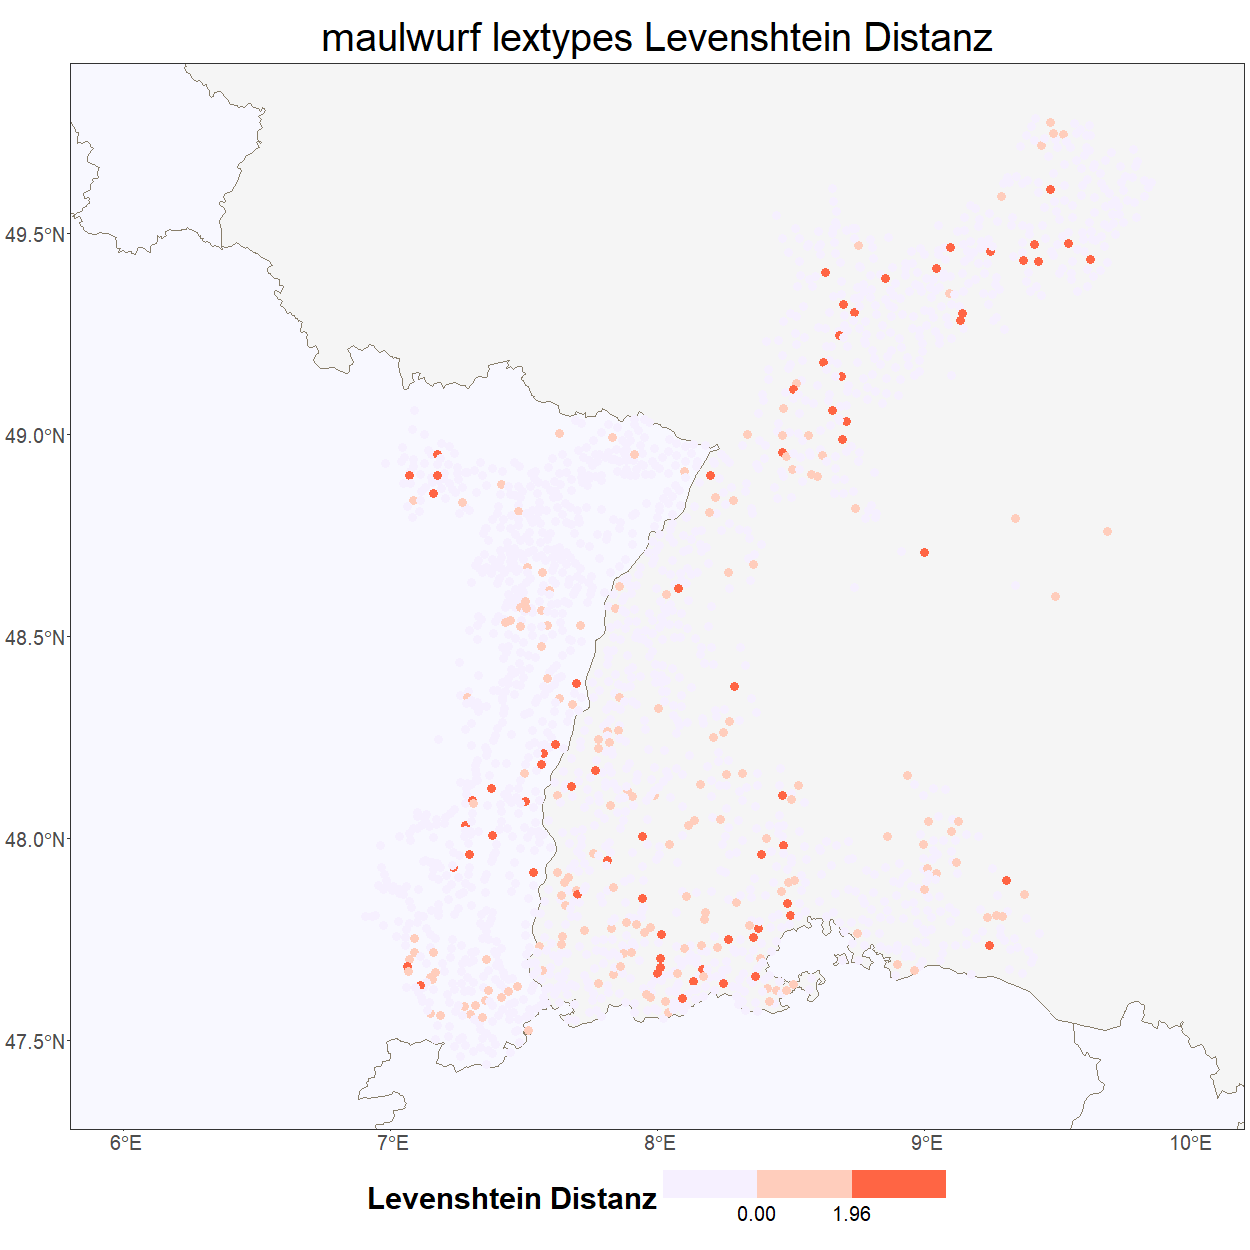 maulwurf lextypes Levenshtein Distanz
49.5°N
49.0°N
48.5°N
48.0°N
47.5°N
6°E 7°E 8°E 9°E 10°E
Levenshtein Distanz
0.00 1.96